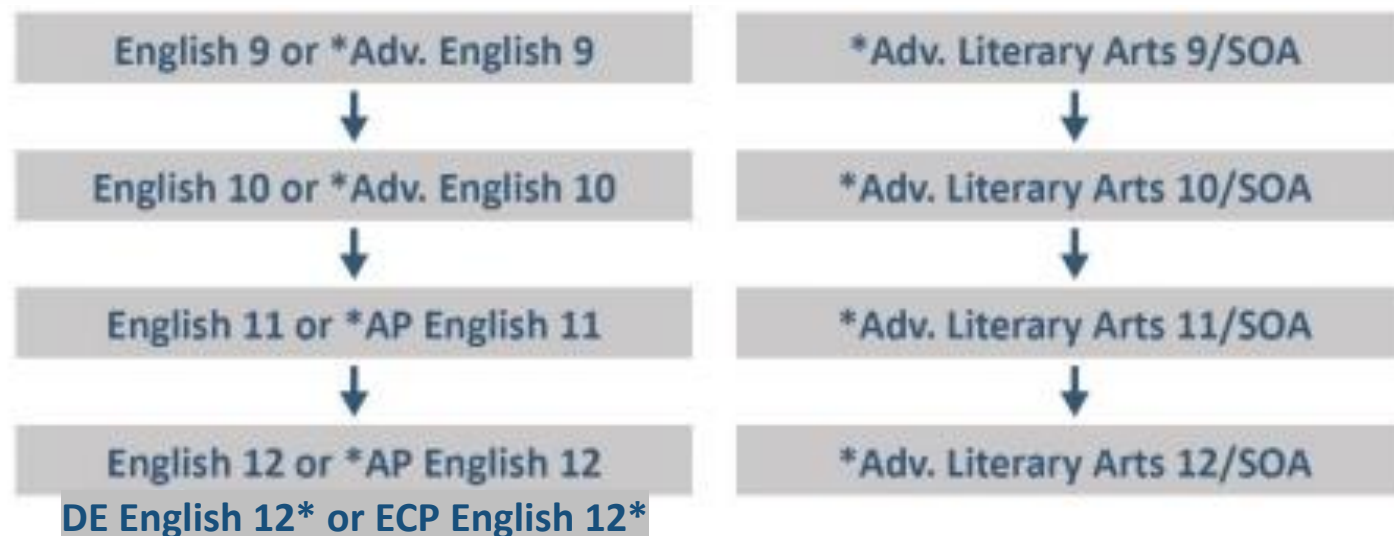 English 9 or *Adv. English 9
English 10 or *Adv. English 10
English 11 or *AP English 11
English 12 or *AP English 12
DE English 12* or ECP English 12*
*Adv. Literary Arts 9/SOA
*Adv. Literary Arts 10/SOA
*Adv. Literary Arts 11/SOA
*Adv. Literary Arts 12/SOA